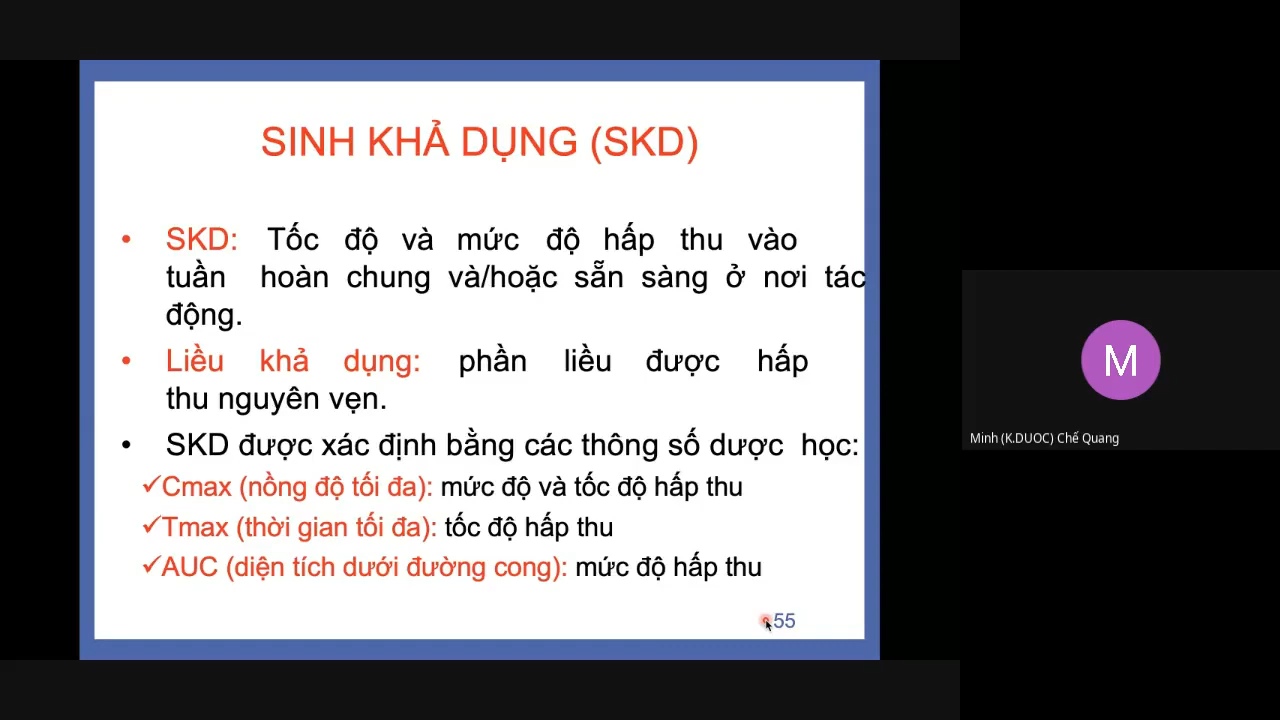 SINH KHẢ DỤNG (SKD)
• SKD: Tốc độ và mức độ hấp thu vào
tuần hoàn chung và/hoặc sẵn sàng ở nơi tác
động.
• Liều khả dụng: phần liều được hấp
thu nguyên vẹn.
• SKD được xác định bằng các thông số dược học:
✓Cmax (nồng độ tối đa): mức độ và tốc độ hấp thu
✓Tmax (thời gian tối đa): tốc độ hấp thu
✓AUC (diện tích dưới đường cong): mức độ hấp thu
55
M
Minh (K.DUOC) Chế Quang